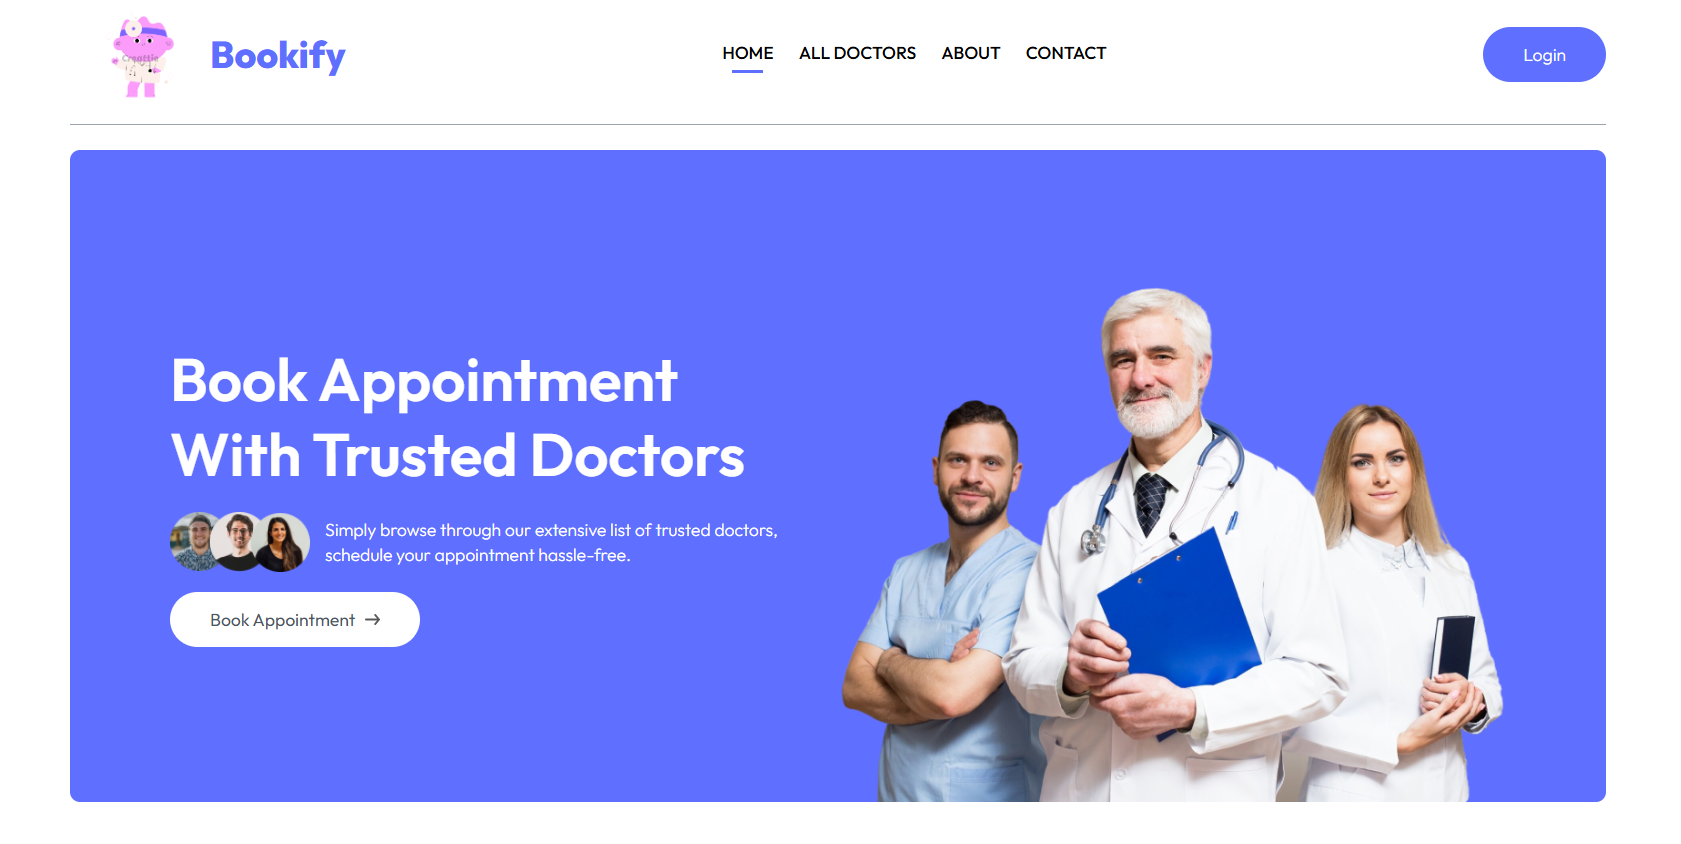 Bookify
HOME
ALL DOCTORS
ABOUT
CONTACT
Login
Book Appointment
With Trusted Doctors
Simply browse through our extensive list of trusted doctors,
schedule your appointment hassle-free.
Book Appointment